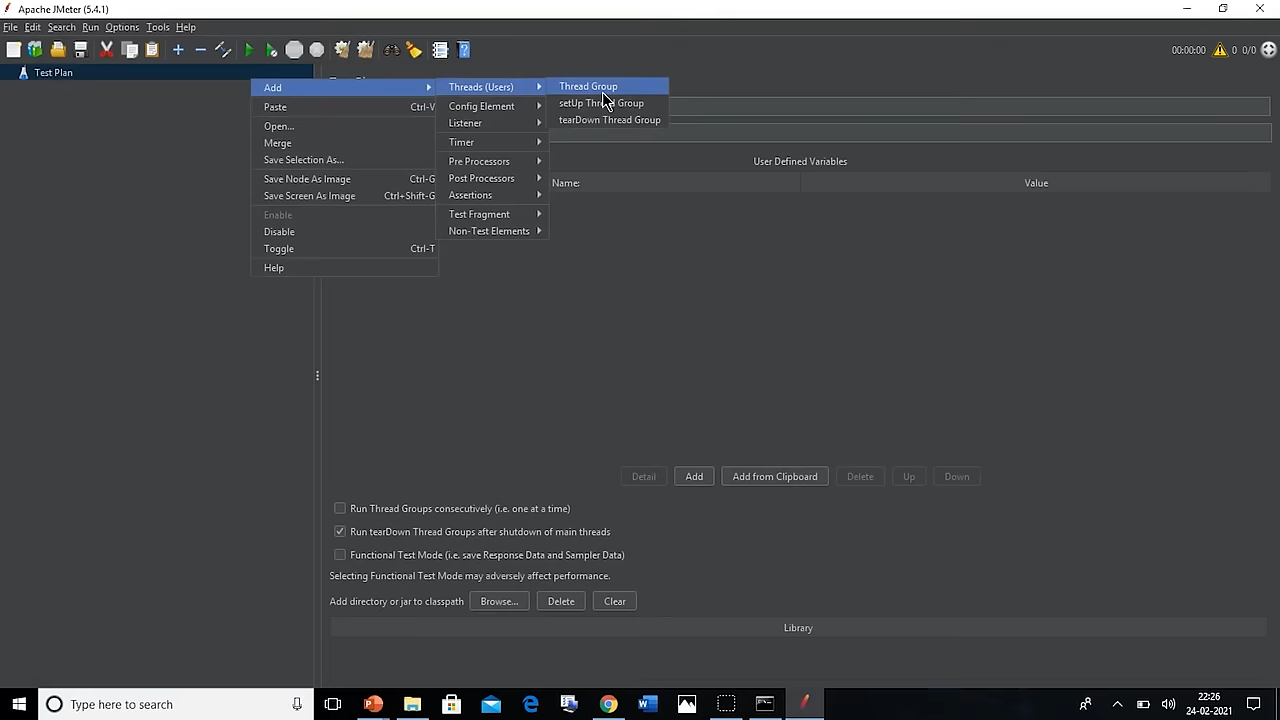 Apache JMeter (5.4.1)
File Edit Search Run Options Tools Help
00:00:00 0 0/0
Test Plan
Add
Paste Ctrl-V
Open...
Merge
Save Selection As...
Save Node As Image Ctrl-G
Save Screen As Image Ctrl+Shift-G
Enable
Disable
Toggle Ctrl-T
Help
Threads (Users)
Config Element
Listener
Timer
Pre Processors
Post Processors
Assertions
Test Fragment
Non-Test Elements
Thread Group
setUp Thread Group
tearDown Thread Group
User Defined Variables
Name: Value
Detail Add Add from Clipboard Delete Up Down
Run Thread Groups consecutively (i.e. one at a time)
Run tearDown Thread Groups after shutdown of main threads
Functional Test Mode (i.e. save Response Data and Sampler Data)
Selecting Functional Test Mode may adversely affect performance.
Add directory or jar to classpath Browse... Delete Clear
Library
Type here to search
22:26
24-02-2021